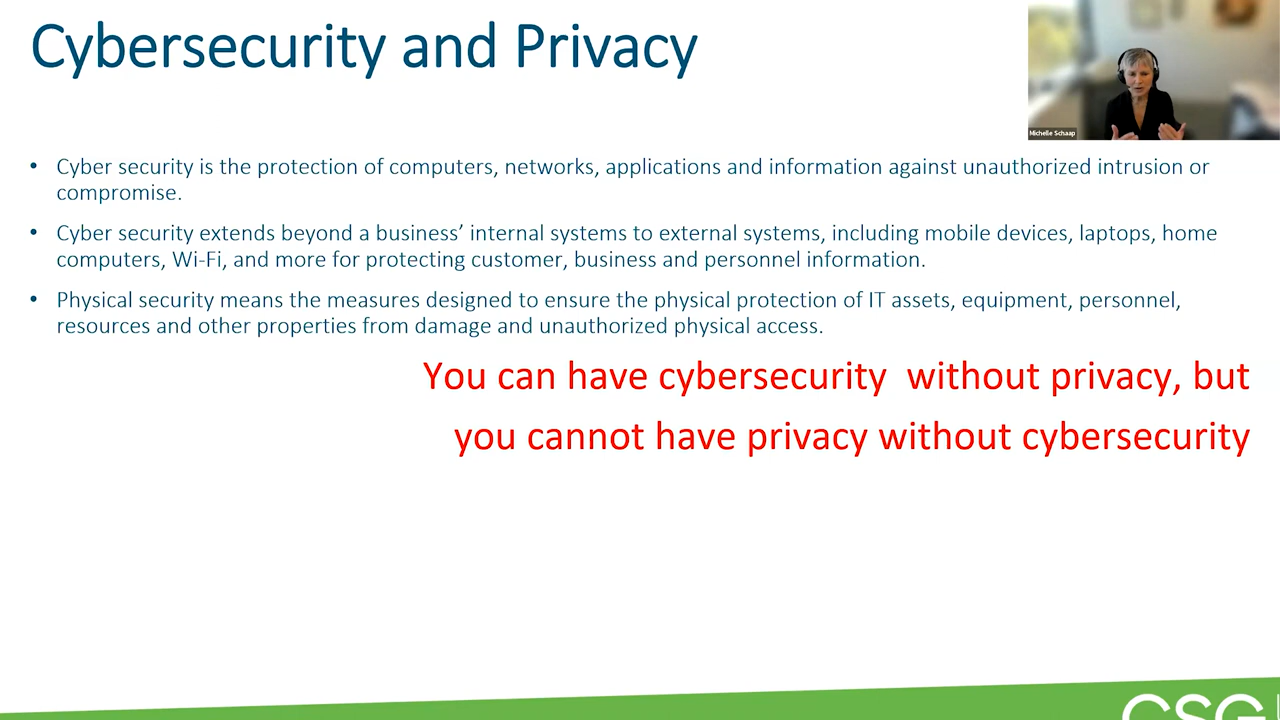 Cybersecurity and Privacy
Michelle Schaap
• Cyber security is the protection of computers, networks, applications and information against unauthorized intrusion or
compromise.
• Cyber security extends beyond a business’ internal systems to external systems, including mobile devices, laptops, home
computers, Wi-Fi, and more for protecting customer, business and personnel information.
• Physical security means the measures designed to ensure the physical protection of IT assets, equipment, personnel,
resources and other properties from damage and unauthorized physical access.
You can have cybersecurity  without privacy, but
you cannot have privacy without cybersecurity
CSG